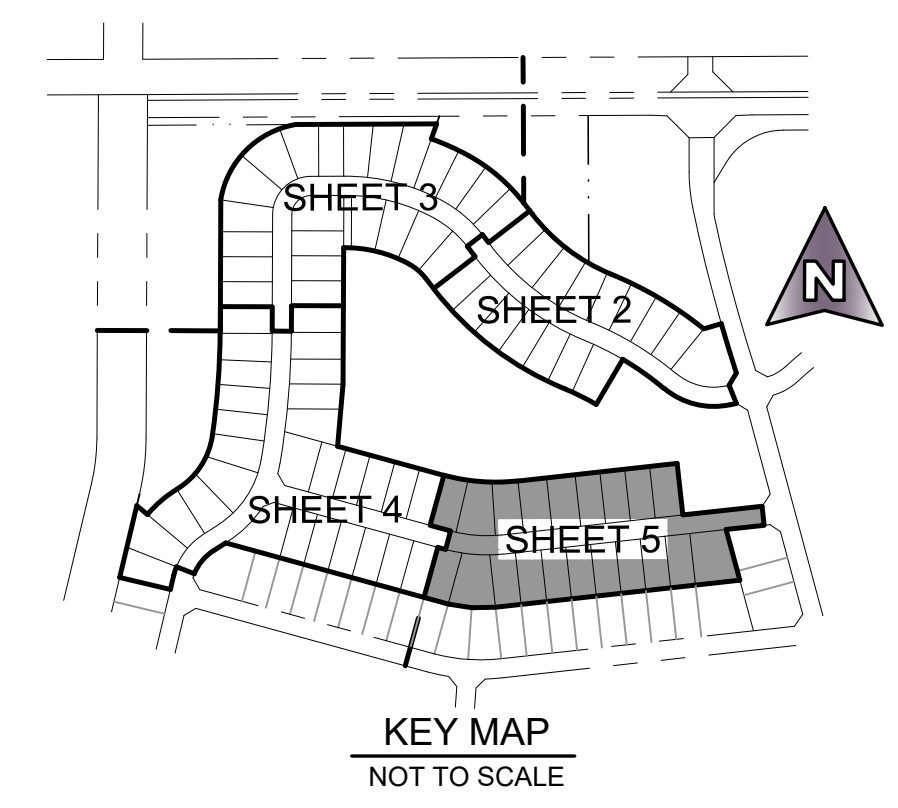 SHEET 3
SHEET 2
N
SHEET 4
SHEET 5
KEY MAP
NOT TO SCALE